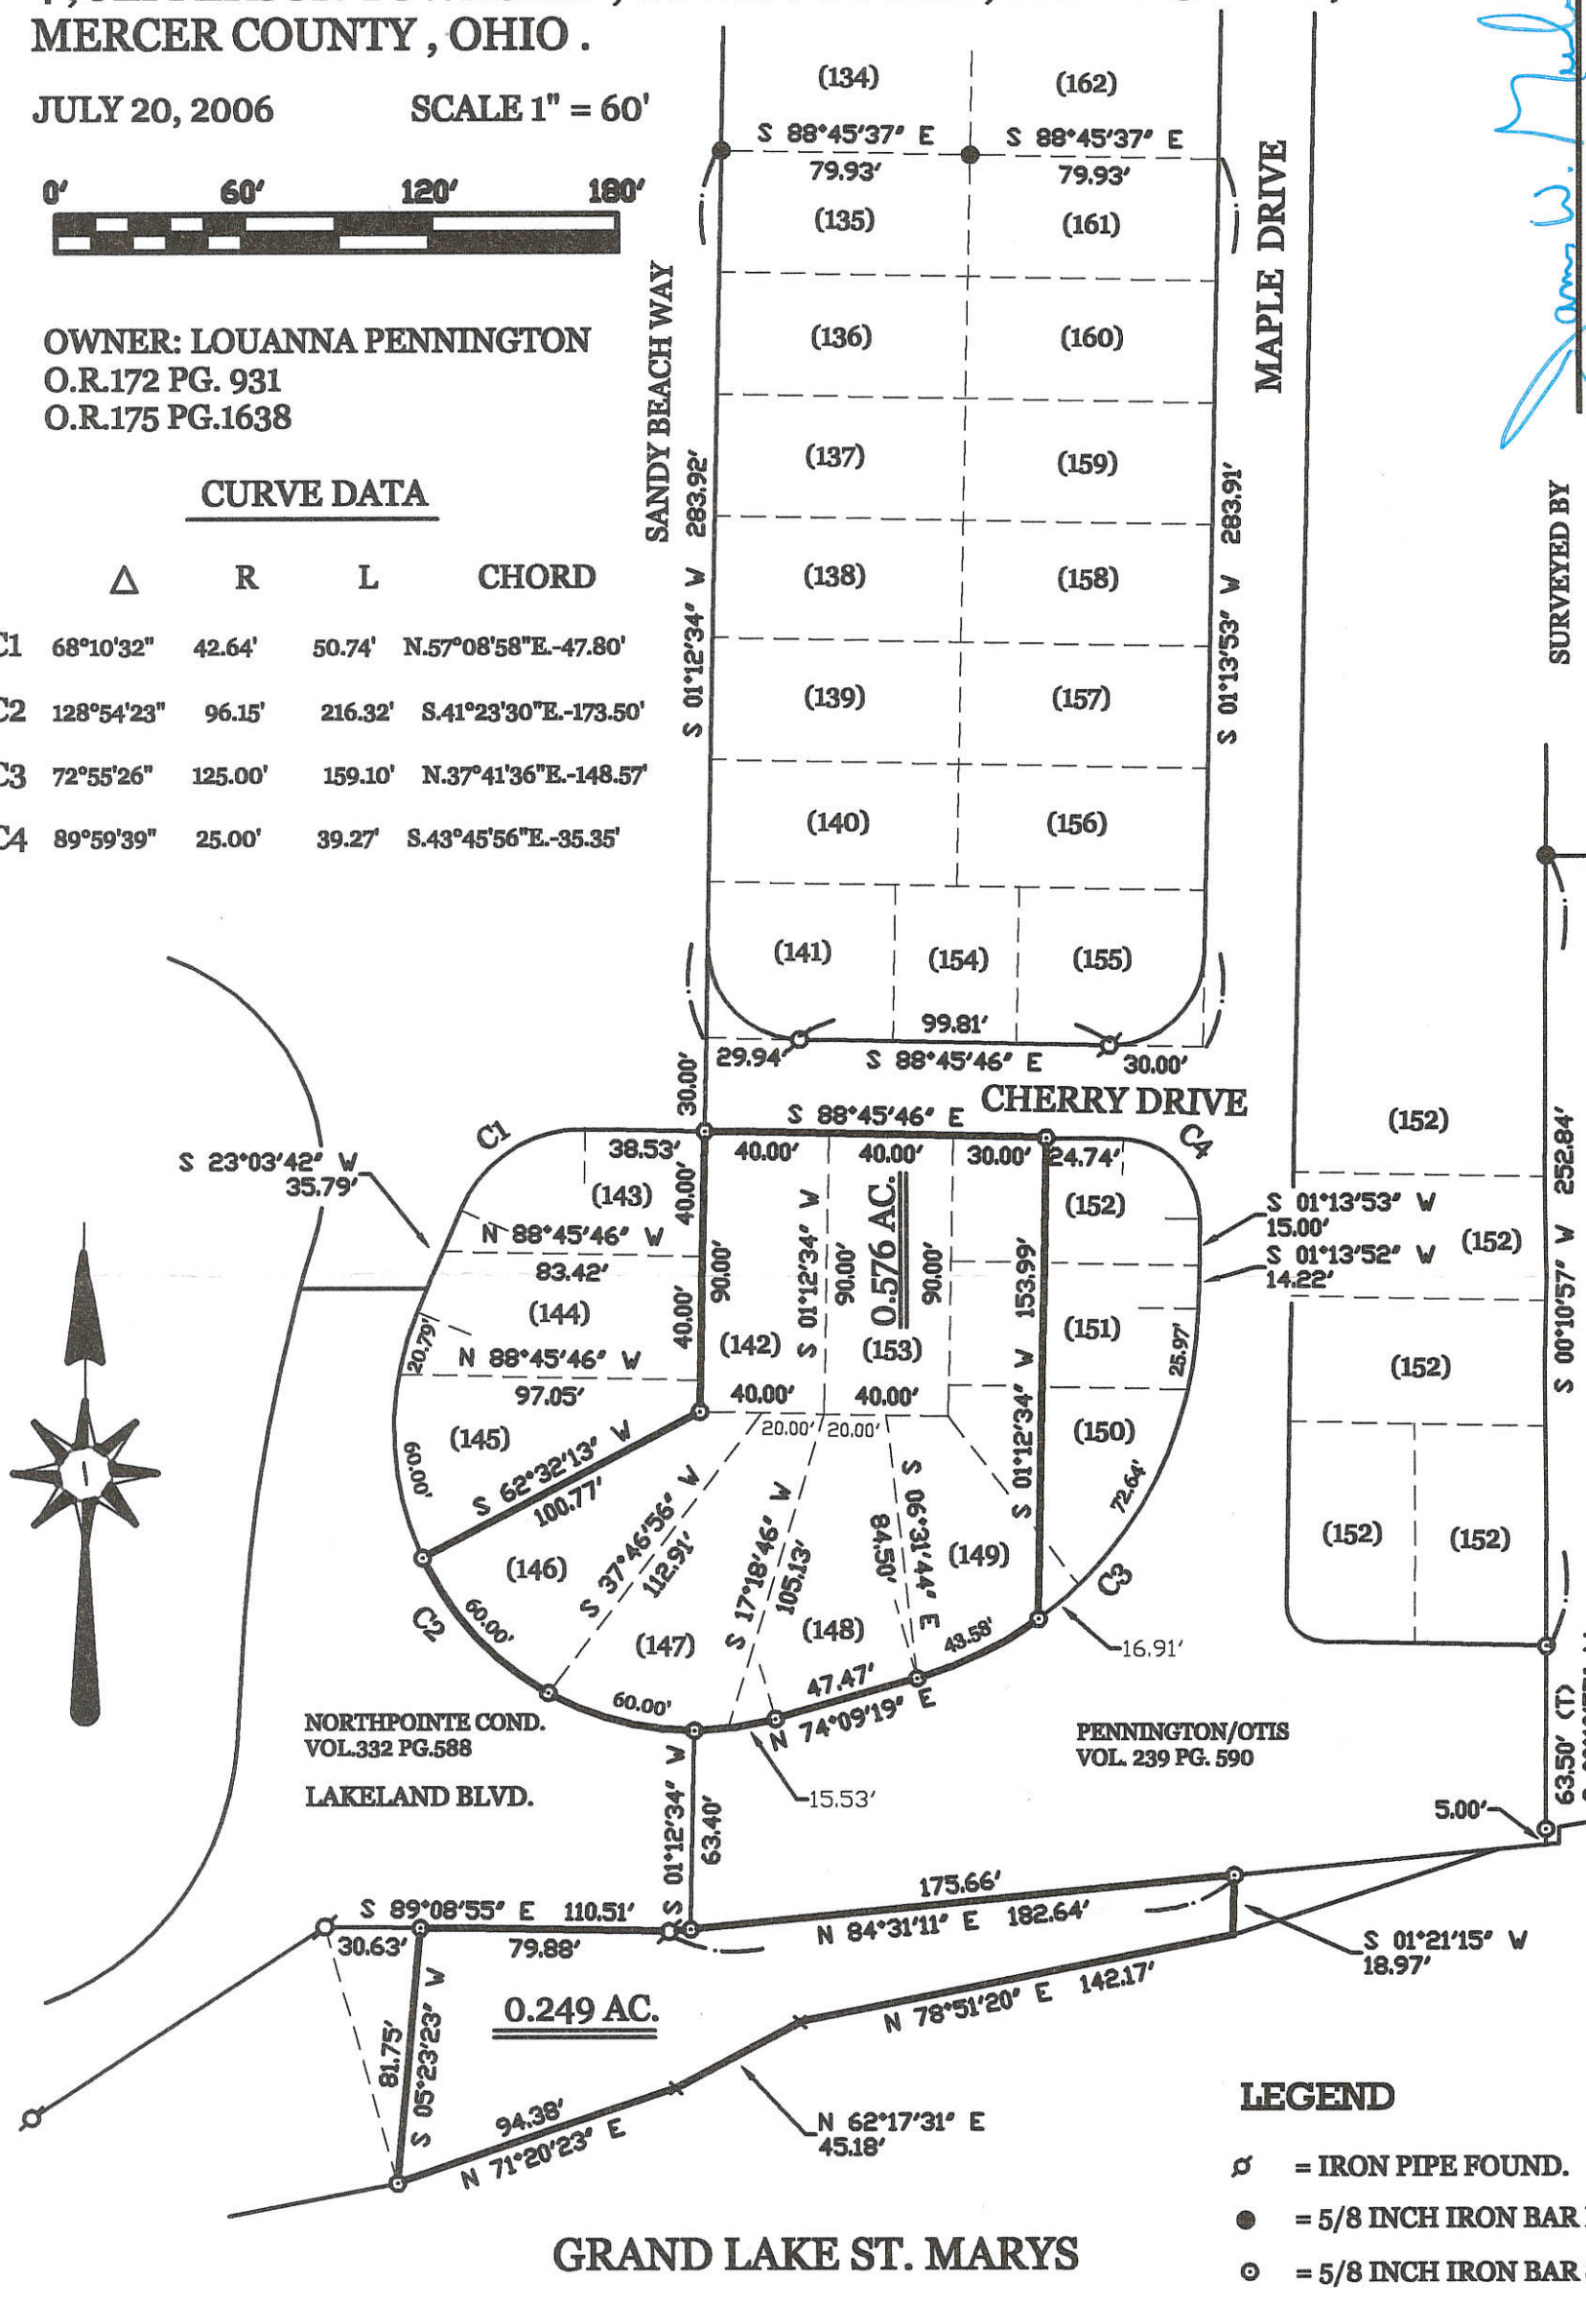 MERCER COUNTY , OHIO .
JULY 20, 2006 SCALE 1" = 60'
0' 60' 120' 180'
OWNER: LOUANNA PENNINGTON
O.R.172 PG. 931
O.R.175 PG.1638
CURVE DATA
△ R L CHORD
C1 68°10'32" 42.64' 50.74' N.57°08'58"E.-47.80'
C2 128°54'23" 96.15' 216.32' S.41°23'30"E.-173.50'
C3 72°55'26" 125.00' 159.10' N.37°41'36"E.-148.57'
C4 89°59'39" 25.00' 39.27' S.43°45'56"E.-35.35'
(134)
(162)
S 88°45'37" E
79.93'
S 88°45'37" E
79.93'
(135)
(161)
(136)
(160)
(137)
(159)
(138)
(158)
(139)
(157)
(140)
(156)
(141)
(154)
(155)
SANDY BEACH WAY
S 01°12'34" W 283.92'
MAPLE DRIVE
S 01°13'53" W 283.91'
SURVEYED BY
99.81'
29.94'
S 88°45'46" E
30.00'
30.00'
CHERRY DRIVE
S 88°45'46" E
C1
38.53'
40.00'
40.00'
30.00'
24.74'
C4
S 23°03'42" W
35.79'
(143)
40.00'
N 88°45'46" W
83.42'
(144)
40.00'
20.79'
N 88°45'46" W
97.05'
(145)
60.00'
90.00'
(142)
S 01°12'34" W
90.00'
0.576 AC.
90.00'
(153)
40.00'
40.00'
20.00'
20.00'
S 01°12'34" W 153.99'
S 01°12'34" W
(152)
(151)
(150)
S 01°13'53" W
15.00'
S 01°13'52" W
14.22'
25.97'
72.64'
C3
16.91'
S 62°32'13" W
100.77'
(146)
S 37°46'56" W
112.91'
(147)
S 17°18'46" W
105.13'
(148)
S 06°31'44" E
84.50'
(149)
C2
60.00'
60.00'
47.47'
N 74°09'19" E
43.58'
15.53'
(152)
(152)
(152)
(152)
(152)
S 00°10'57" W 252.84'
63.50' (T)
5.00'
NORTHPOINTE COND.
VOL.332 PG.588
LAKELAND BLVD.
PENNINGTON/OTIS
VOL. 239 PG. 590
S 01°12'34" W
63.40'
S 89°08'55" E 110.51'
30.63'
79.88'
175.66'
N 84°31'11" E 182.64'
S 01°21'15" W
18.97'
0.249 AC.
81.75'
S 05°23'23" W
94.38'
N 71°20'23" E
N 62°17'31" E
45.18'
N 78°51'20" E 142.17'
GRAND LAKE ST. MARYS
LEGEND
= IRON PIPE FOUND.
= 5/8 INCH IRON BAR
= 5/8 INCH IRON BAR